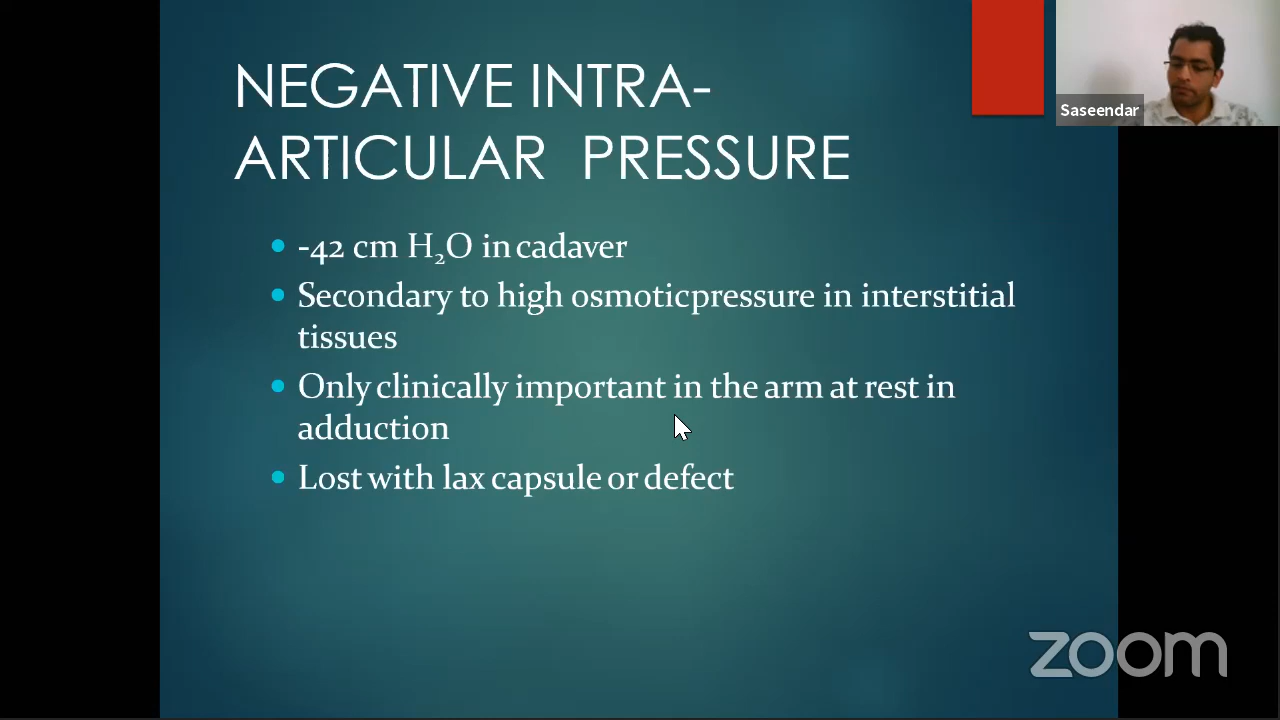 NEGATIVE INTRA-
ARTICULAR PRESSURE
Saseendar
-42 cm H₂O in cadaver
Secondary to high osmoticpressure in interstitial
tissues
Only clinically important in the arm at rest in
adduction
Lost with lax capsule or defect
zoom